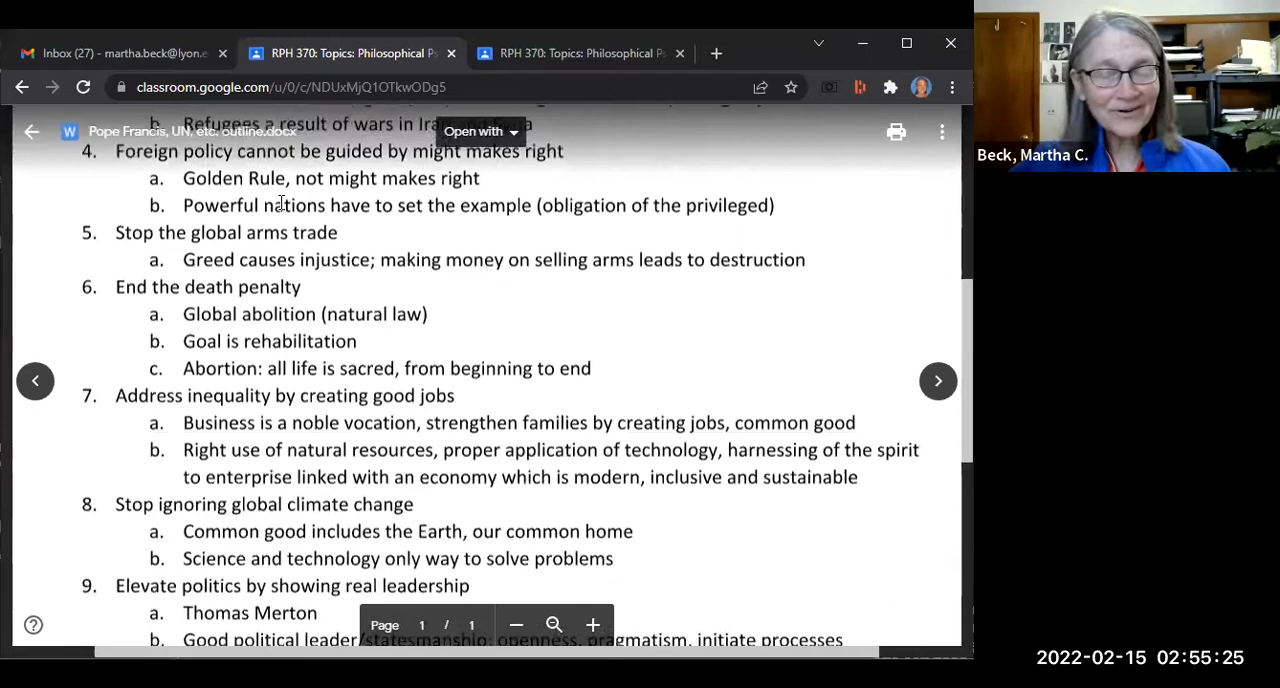 Inbox (27) - martha.beck@lyon.e
RPH 370: Topics: Philosophical Ps
RPH 370: Topics: Philosophical Ps
classroom.google.com/u/0/c/NDUxMjQ1OTkwODg5
Beck, Martha C.
b. Refugees a result of wars in
W Pope Francis, UN, etc. outline.docx
Open with
4. Foreign policy cannot be guided by might makes right
a. Golden Rule, not might makes right
b. Powerful nations have to set the example (obligation of the privileged)
5. Stop the global arms trade
a. Greed causes injustice; making money on selling arms leads to destruction
6. End the death penalty
a. Global abolition (natural law)
b. Goal is rehabilitation
c. Abortion: all life is sacred, from beginning to end
7. Address inequality by creating good jobs
a. Business is a noble vocation, strengthen families by creating jobs, common good
b. Right use of natural resources, proper application of technology, harnessing of the spirit
to enterprise linked with an economy which is modern, inclusive and sustainable
8. Stop ignoring global climate change
a. Common good includes the Earth, our common home
b. Science and technology only way to solve problems
9. Elevate politics by showing real leadership
a. Thomas Merton
Page 1 / 1
b. Good political leader/statesmanship: openness, pragmatism, initiate processes
2022-02-15 02:55:25